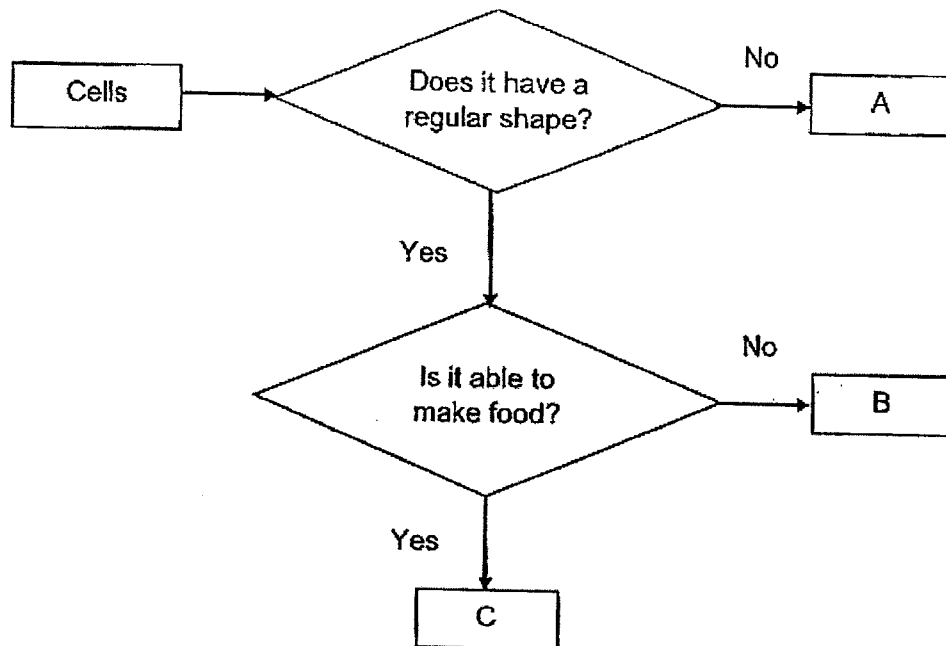 Cells
Does it have a
regular shape?
No
A
Yes
Is it able to
make food?
No
B
Yes
C